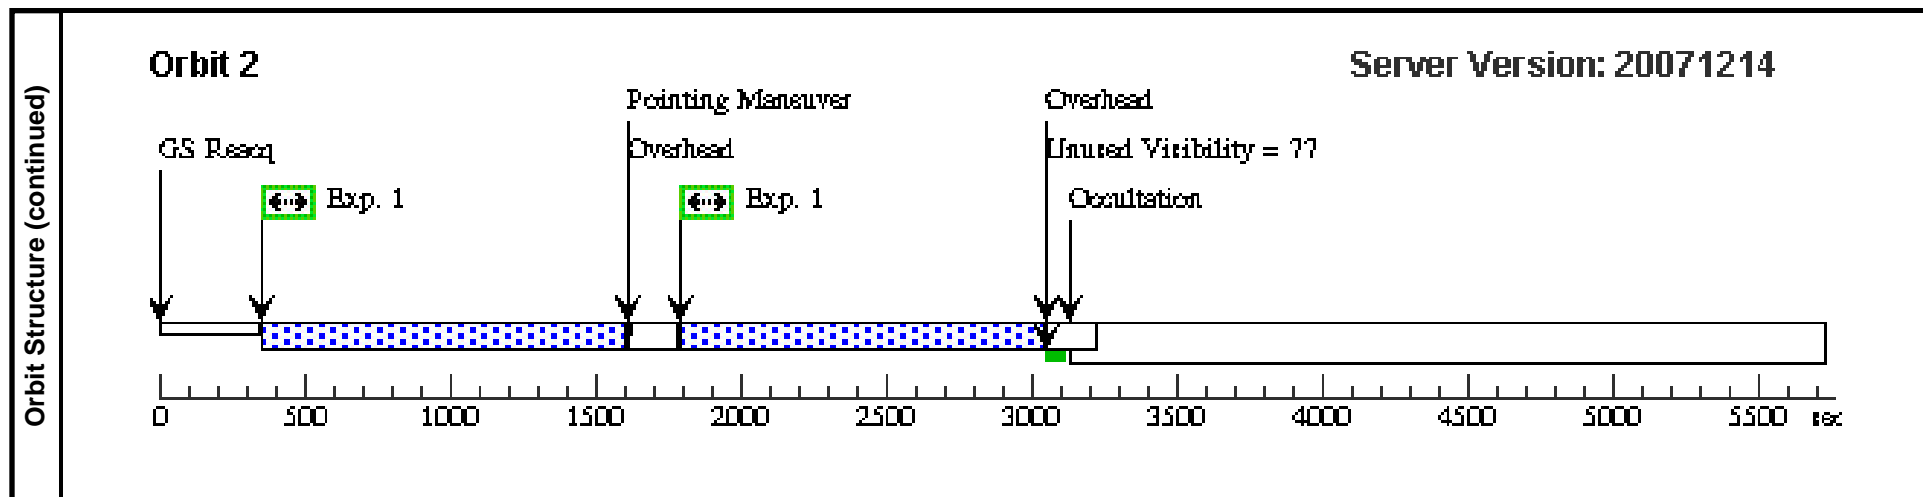 Orbit Structure (continued)
Orbit 2
Server Version: 20071214
Pointing Maneuver
Overhead
GS Reacq
Overhead
Unused Visibility = 77
Exp. 1
Exp. 1
Occultation
0 500 1000 1500 2000 2500 3000 3500 4000 4500 5000 5500 sec